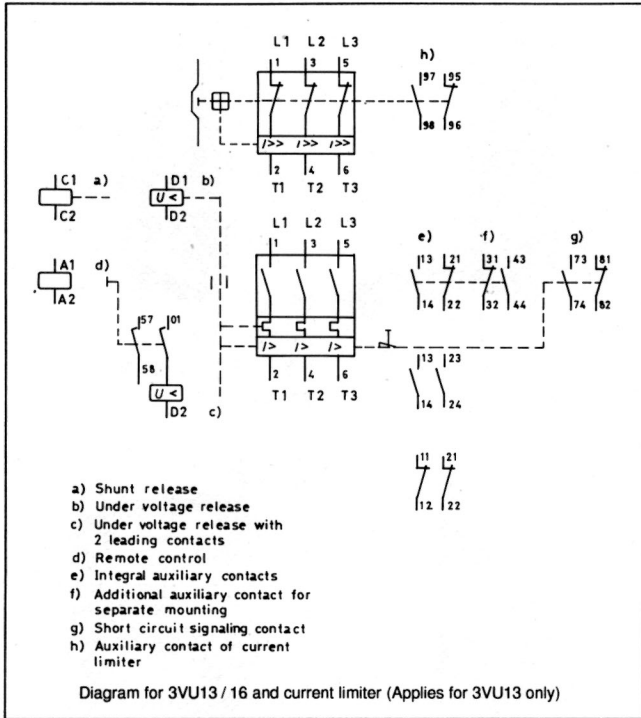 L1 L2 L3
1 3 5
h)
97 95
98 96
I>> I>> I>>
2 4 6
T1 T2 T3
C1 a)
C2
D1 b)
U <
D2
L1 L2 L3
1 3 5
e) f) g)
13 21 31 43 73 81
14 22 32 44 74 82
A1 d)
A2
57 01
58
U <
D2 c)
I> I> I>
2 4 6
T1 T2 T3
13 23
14 24
11 21
12 22
a) Shunt release
b) Under voltage release
c) Under voltage release with
2 leading contacts
d) Remote control
e) Integral auxiliary contacts
f) Additional auxiliary contact for
separate mounting
g) Short circuit signaling contact
h) Auxiliary contact of current
limiter
Diagram for 3VU13 / 16 and current limiter (Applies for 3VU13 only)